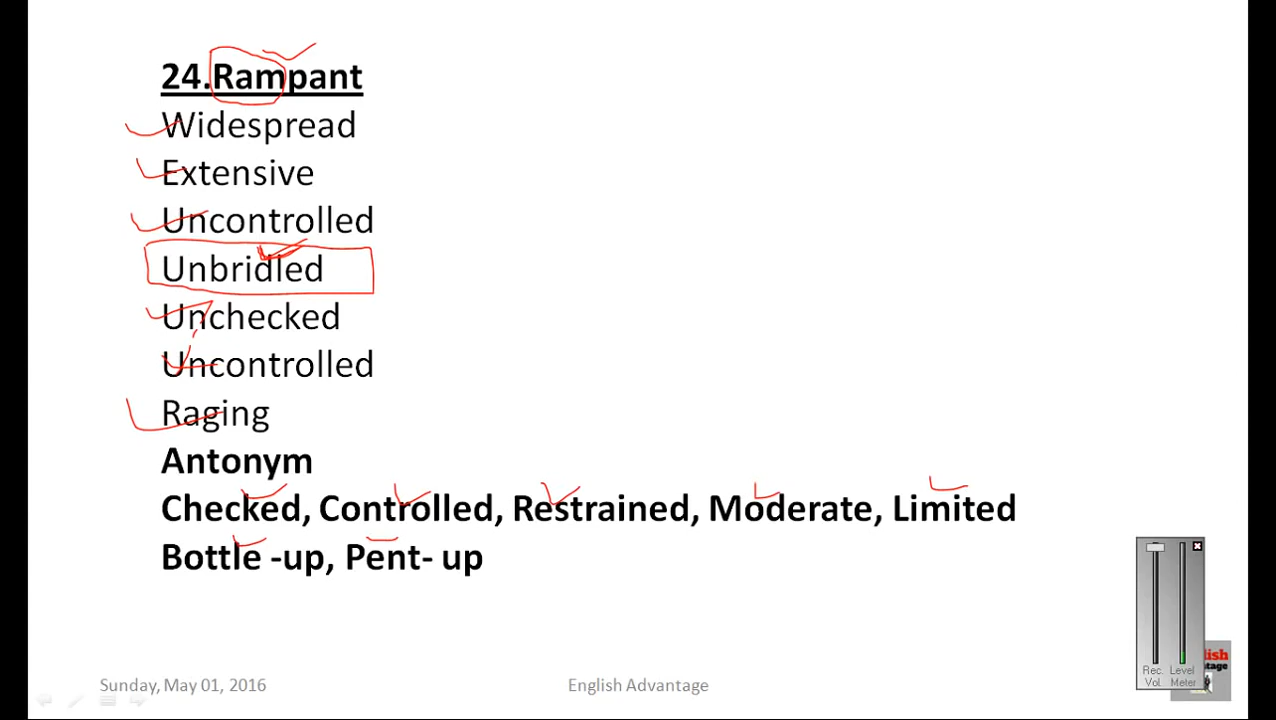 24.Rampant
Widespread
Extensive
Uncontrolled
Unbridled
Unchecked
Uncontrolled
Raging
Antonym
Checked, Controlled, Restrained, Moderate, Limited
Bottle -up, Pent- up
Rec. Level
Vol. Meter
Sunday, May 01, 2016
English Advantage